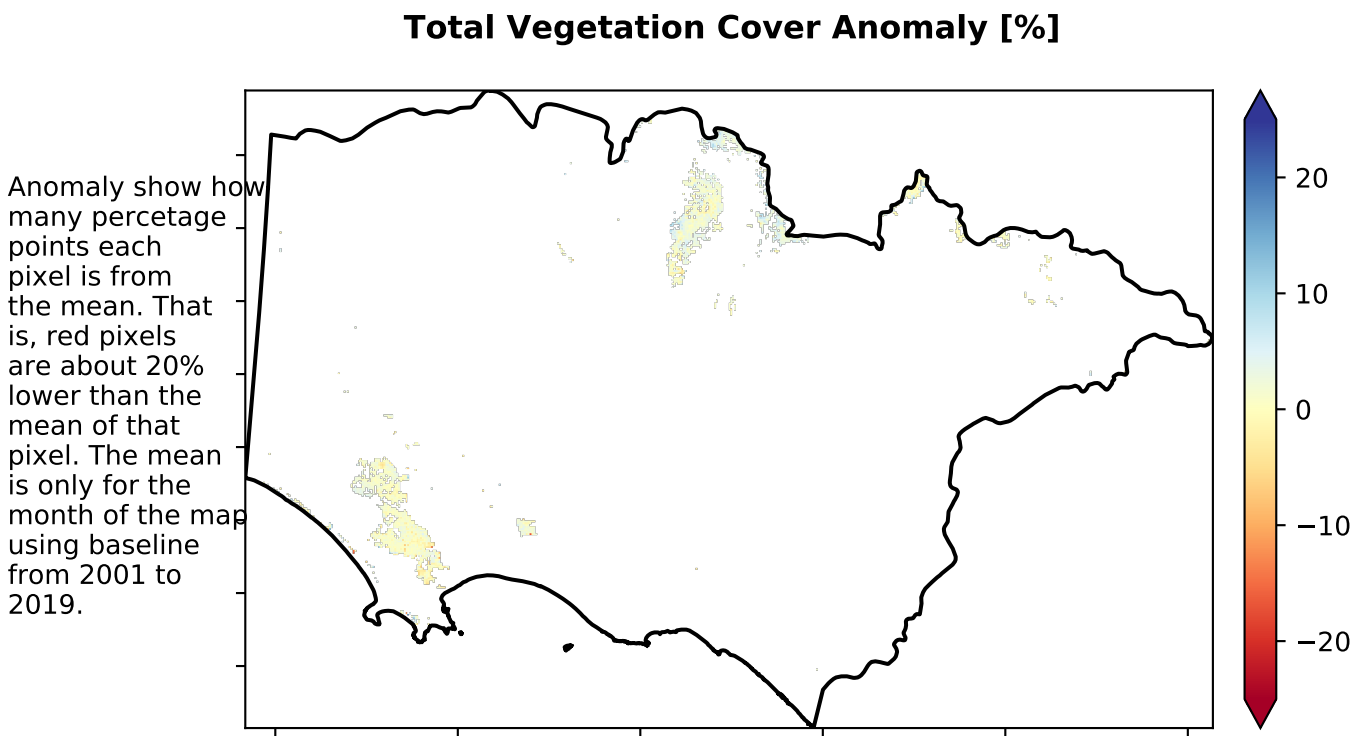 Total Vegetation Cover Anomaly [%]
Anomaly show how
many percetage
points each
pixel is from
the mean. That
is, red pixels
are about 20%
lower than the
mean of that
pixel. The mean
is only for the
month of the map
using baseline
from 2001 to
2019.
20
10
0
−10
−20